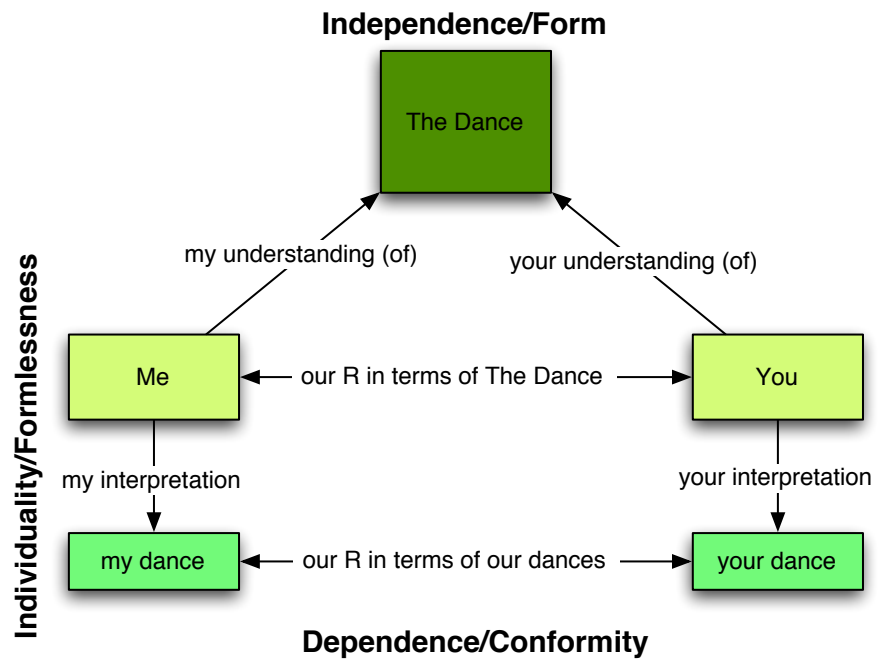 Independence/Form
The Dance
my understanding (of)
your understanding (of)
Individuality/Formlessness
Me
our R in terms of The Dance
You
my interpretation
your interpretation
my dance
our R in terms of our dances
your dance
Dependence/Conformity